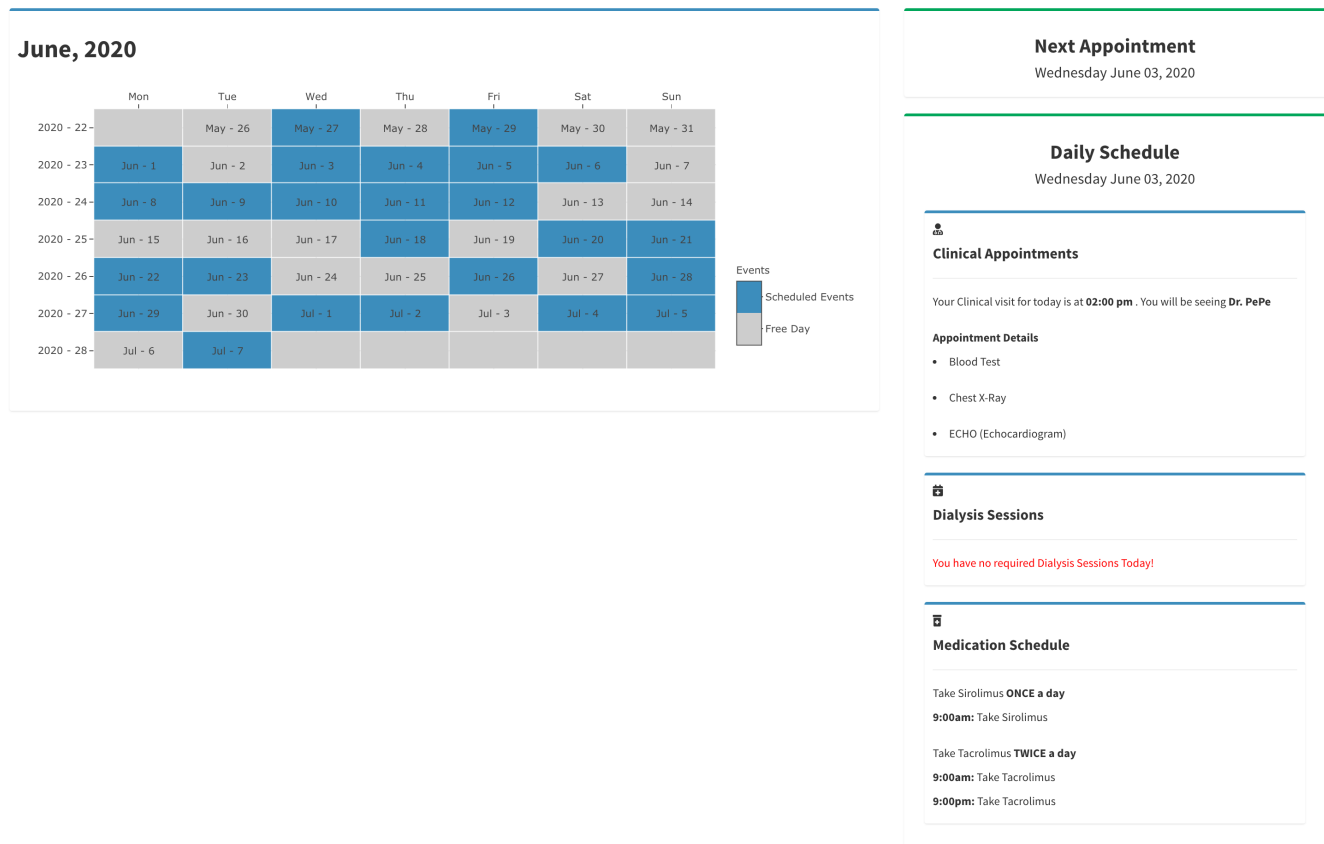 June, 2020
Mon Tue Wed Thu Fri Sat Sun
2020 - 22 May - 26 May - 27 May - 28 May - 29 May - 30 May - 31
2020 - 23 Jun - 1 Jun - 2 Jun - 3 Jun - 4 Jun - 5 Jun - 6 Jun - 7
2020 - 24 Jun - 8 Jun - 9 Jun - 10 Jun - 11 Jun - 12 Jun - 13 Jun - 14
2020 - 25 Jun - 15 Jun - 16 Jun - 17 Jun - 18 Jun - 19 Jun - 20 Jun - 21
2020 - 26 Jun - 22 Jun - 23 Jun - 24 Jun - 25 Jun - 26 Jun - 27 Jun - 28
2020 - 27 Jun - 29 Jun - 30 Jul - 1 Jul - 2 Jul - 3 Jul - 4 Jul - 5
2020 - 28 Jul - 6 Jul - 7
Events
Scheduled Events
Free Day
Next Appointment
Wednesday June 03, 2020
Daily Schedule
Wednesday June 03, 2020
Clinical Appointments
Your Clinical visit for today is at 02:00 pm . You will be seeing Dr. PePe
Appointment Details
• Blood Test
• Chest X-Ray
• ECHO (Echocardiogram)
Dialysis Sessions
You have no required Dialysis Sessions Today!
Medication Schedule
Take Sirolimus ONCE a day
9:00am: Take Sirolimus
Take Tacrolimus TWICE a day
9:00am: Take Tacrolimus
9:00pm: Take Tacrolimus